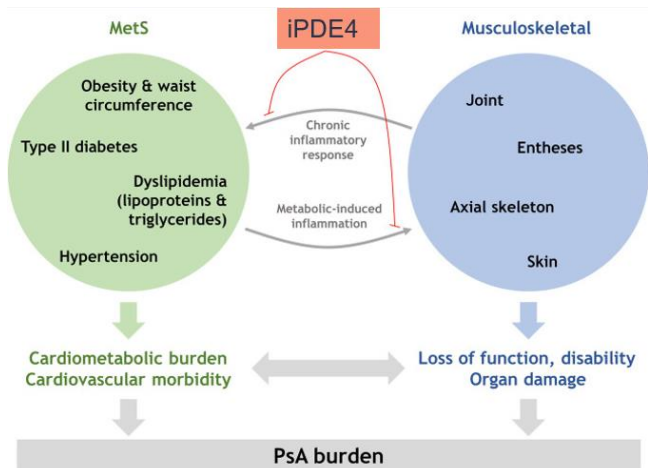 MetS
iPDE4
Musculoskeletal
Obesity & waist
circumference
Type II diabetes
Dyslipidemia
(lipoproteins &
triglycerides)
Hypertension
Chronic
inflammatory
response
Metabolic-induced
inflammation
Joint
Entheses
Axial skeleton
Skin
Cardiometabolic burden
Cardiovascular morbidity
Loss of function, disability
Organ damage
PsA burden